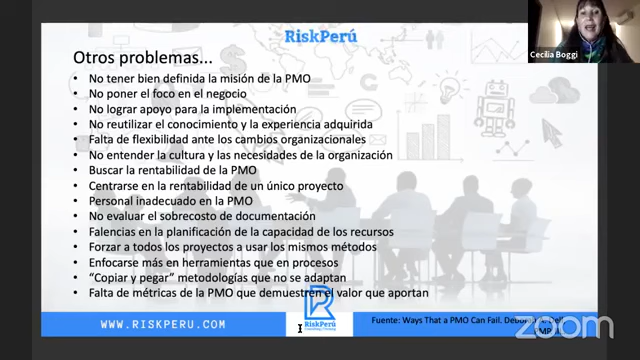 RiskPerú
Cecilia Boggi
Otros problemas...
• No tener bien definida la misión de la PMO
• No poner el foco en el negocio
• No lograr apoyo para la implementación
• No reutilizar el conocimiento y la experiencia adquirida
• Falta de flexibilidad ante los cambios organizacionales
• No entender la cultura y las necesidades de la organización
• Buscar la rentabilidad de la PMO
• Centrarse en la rentabilidad de un único proyecto
• Personal inadecuado en la PMO
• No evaluar el sobrecosto de documentación
• Falencias en la planificación de la capacidad de los recursos
• Forzar a todos los proyectos a usar los mismos métodos
• Enfocarse más en herramientas que en procesos
• “Copiar y pegar” metodologías que no se adaptan
• Falta de métricas de la PMO que demuestren el valor que aportan
WWW.RISKPERU.COM
RiskPerú
Fuente: Ways That a PMO Can Fail. Deborah
zoom